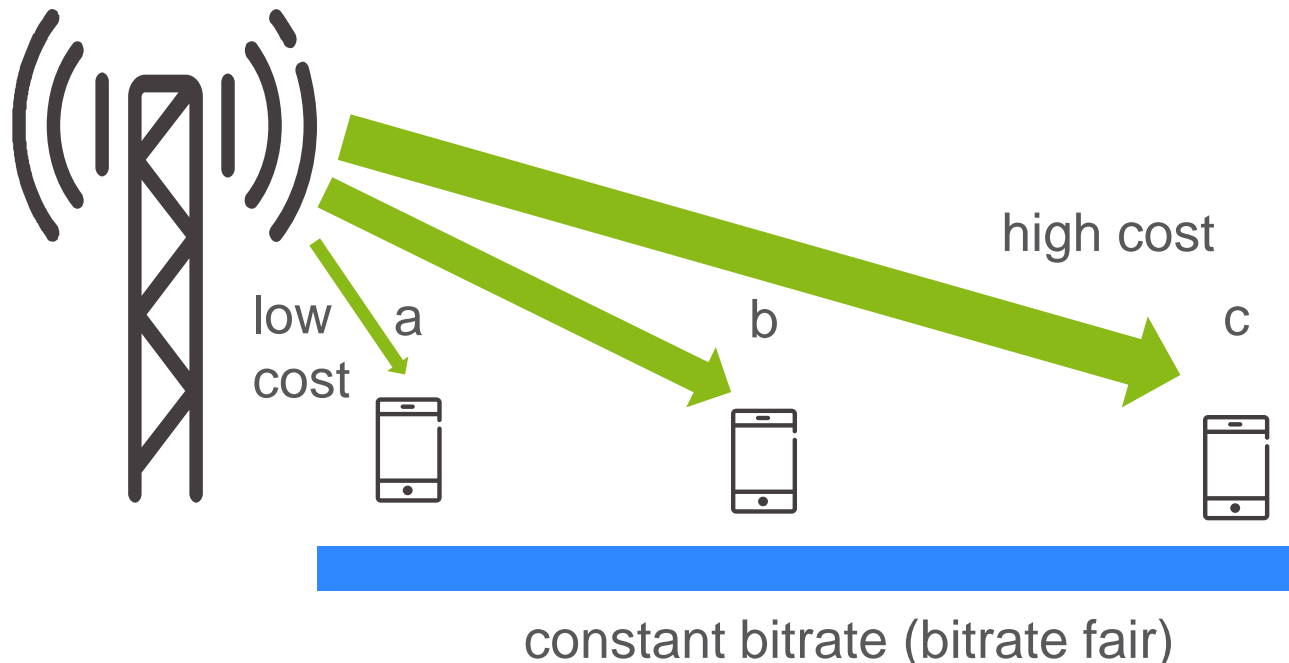 high cost
low
cost
a
b
c
constant bitrate (bitrate fair)